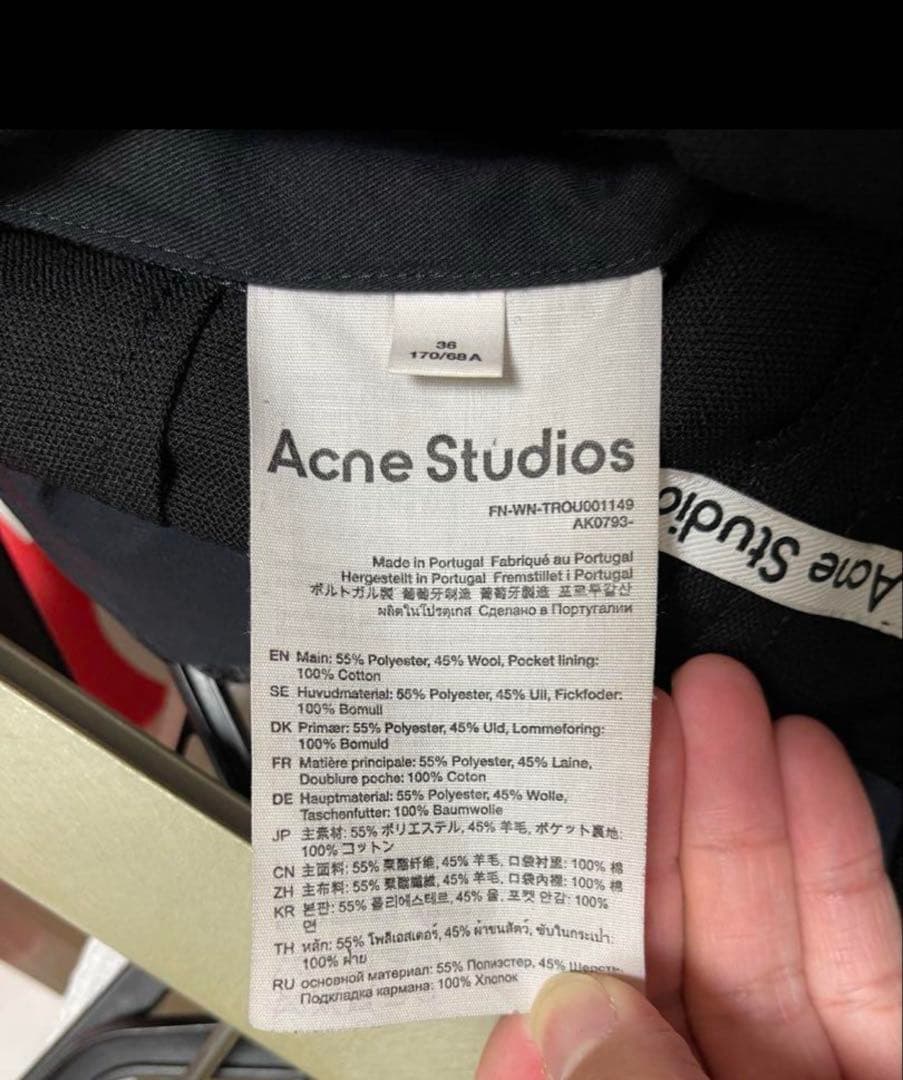 36
170/68A
Acne Studios
FN-WN-TROU001149
AK0793-
Made in Portugal Fabriqué au Portugal
Hergestellt in Portugal Fremstillet i Portugal
ポルトガル製 葡萄牙制造 葡萄牙製造 포르투갈산
ผลิตในโปรตุเกส Сделано в Португалии
Acne Studio
EN Main: 55% Polyester, 45% Wool, Pocket lining:
100% Cotton
SE Huvudmaterial: 55% Polyester, 45% Ull, Fickfoder:
100% Bomull
DK Primær: 55% Polyester, 45% Uld, Lommeforing:
100% Bomuld
FR Matière principale: 55% Polyester, 45% Laine,
Doublure poche: 100% Coton
DE Hauptmaterial: 55% Polyester, 45% Wolle,
Taschenfutter: 100% Baumwolle
JP 主素材: 55% ポリエステル, 45% 羊毛, ポケット裏地:
100% コットン
CN 主面料: 55% 聚酯纤维, 45% 羊毛, 口袋衬里: 100% 棉
ZH 主布料: 55% 聚酯纖維, 45% 羊毛, 口袋內襯: 100% 棉
KR 본판: 55% 폴리에스테르, 45% 울, 포켓 안감: 100%
면
TH หลัก: 55% โพลีเอสเตอร์, 45% ผ้าขนสัตว์, ซับในกระเป๋า:
100% ฝ้าย
RU основной материал: 55% Полиэстер, 45% Шерсть,
Подкладка кармана: 100% Хлопок